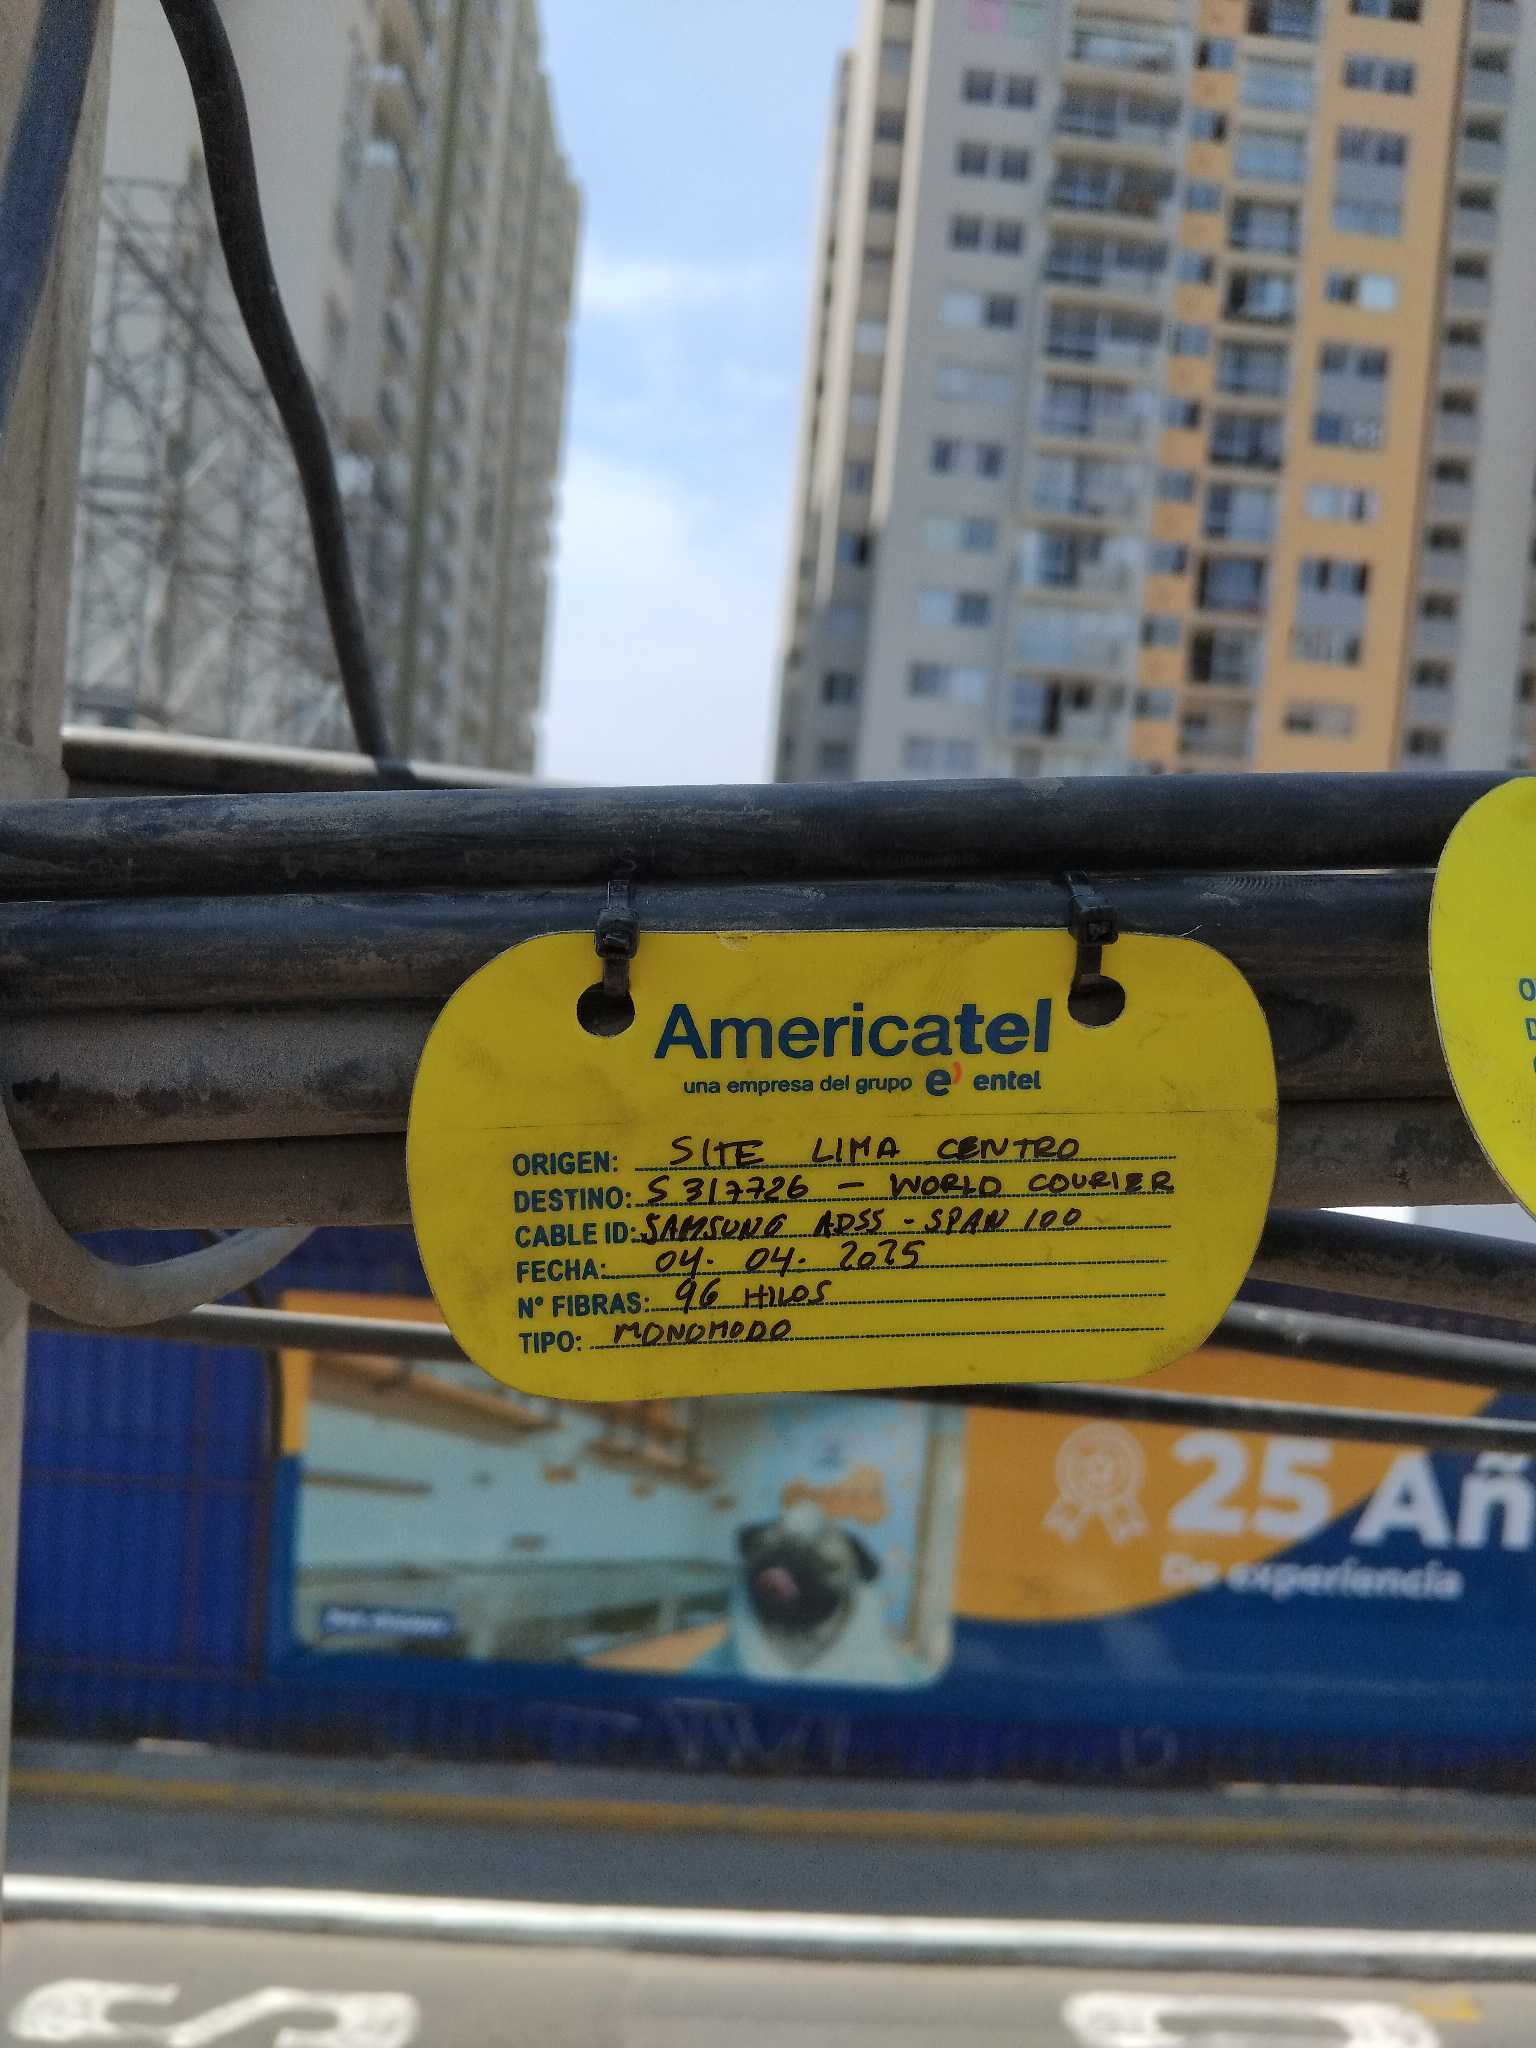 Americatel
una empresa del grupo e) entel
ORIGEN: SITE LIMA CENTRO
DESTINO: S317726 - WORLD COURIER
CABLE ID: SAMSUNG ADSS - SPAN 100
FECHA: 04. 04. 2025
N° FIBRAS: 96 HILOS
TIPO: MONOMODO
25 Añ
De experiencia